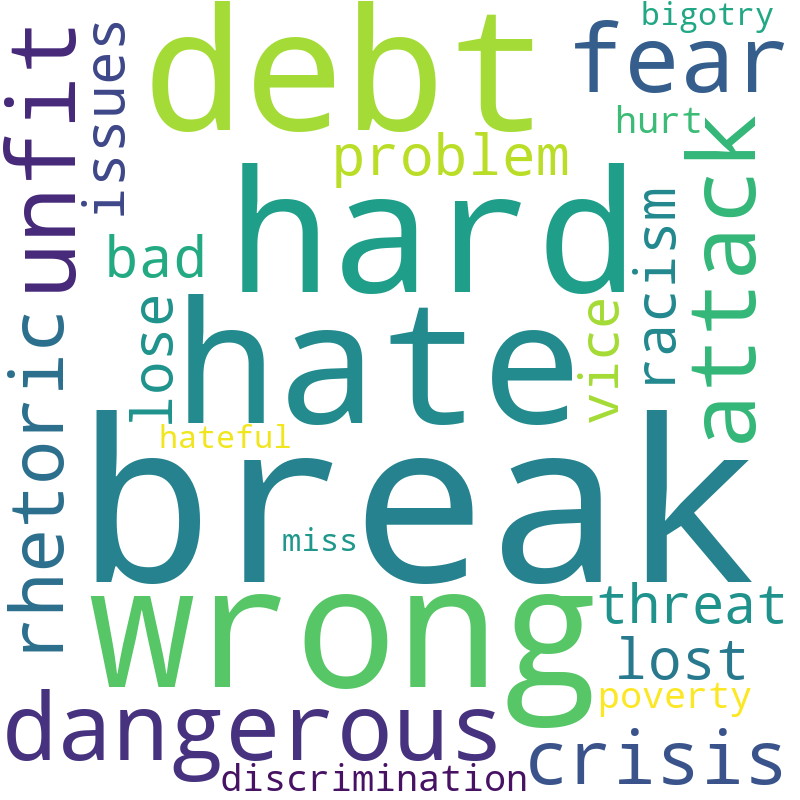 bigotry
debt
fear
issues
unfit
hurt
problem
attack
hard
racism
bad
hate
lose
vice
rhetoric
hateful
break
miss
wrong
threat
lost
poverty
dangerous
crisis
discrimination